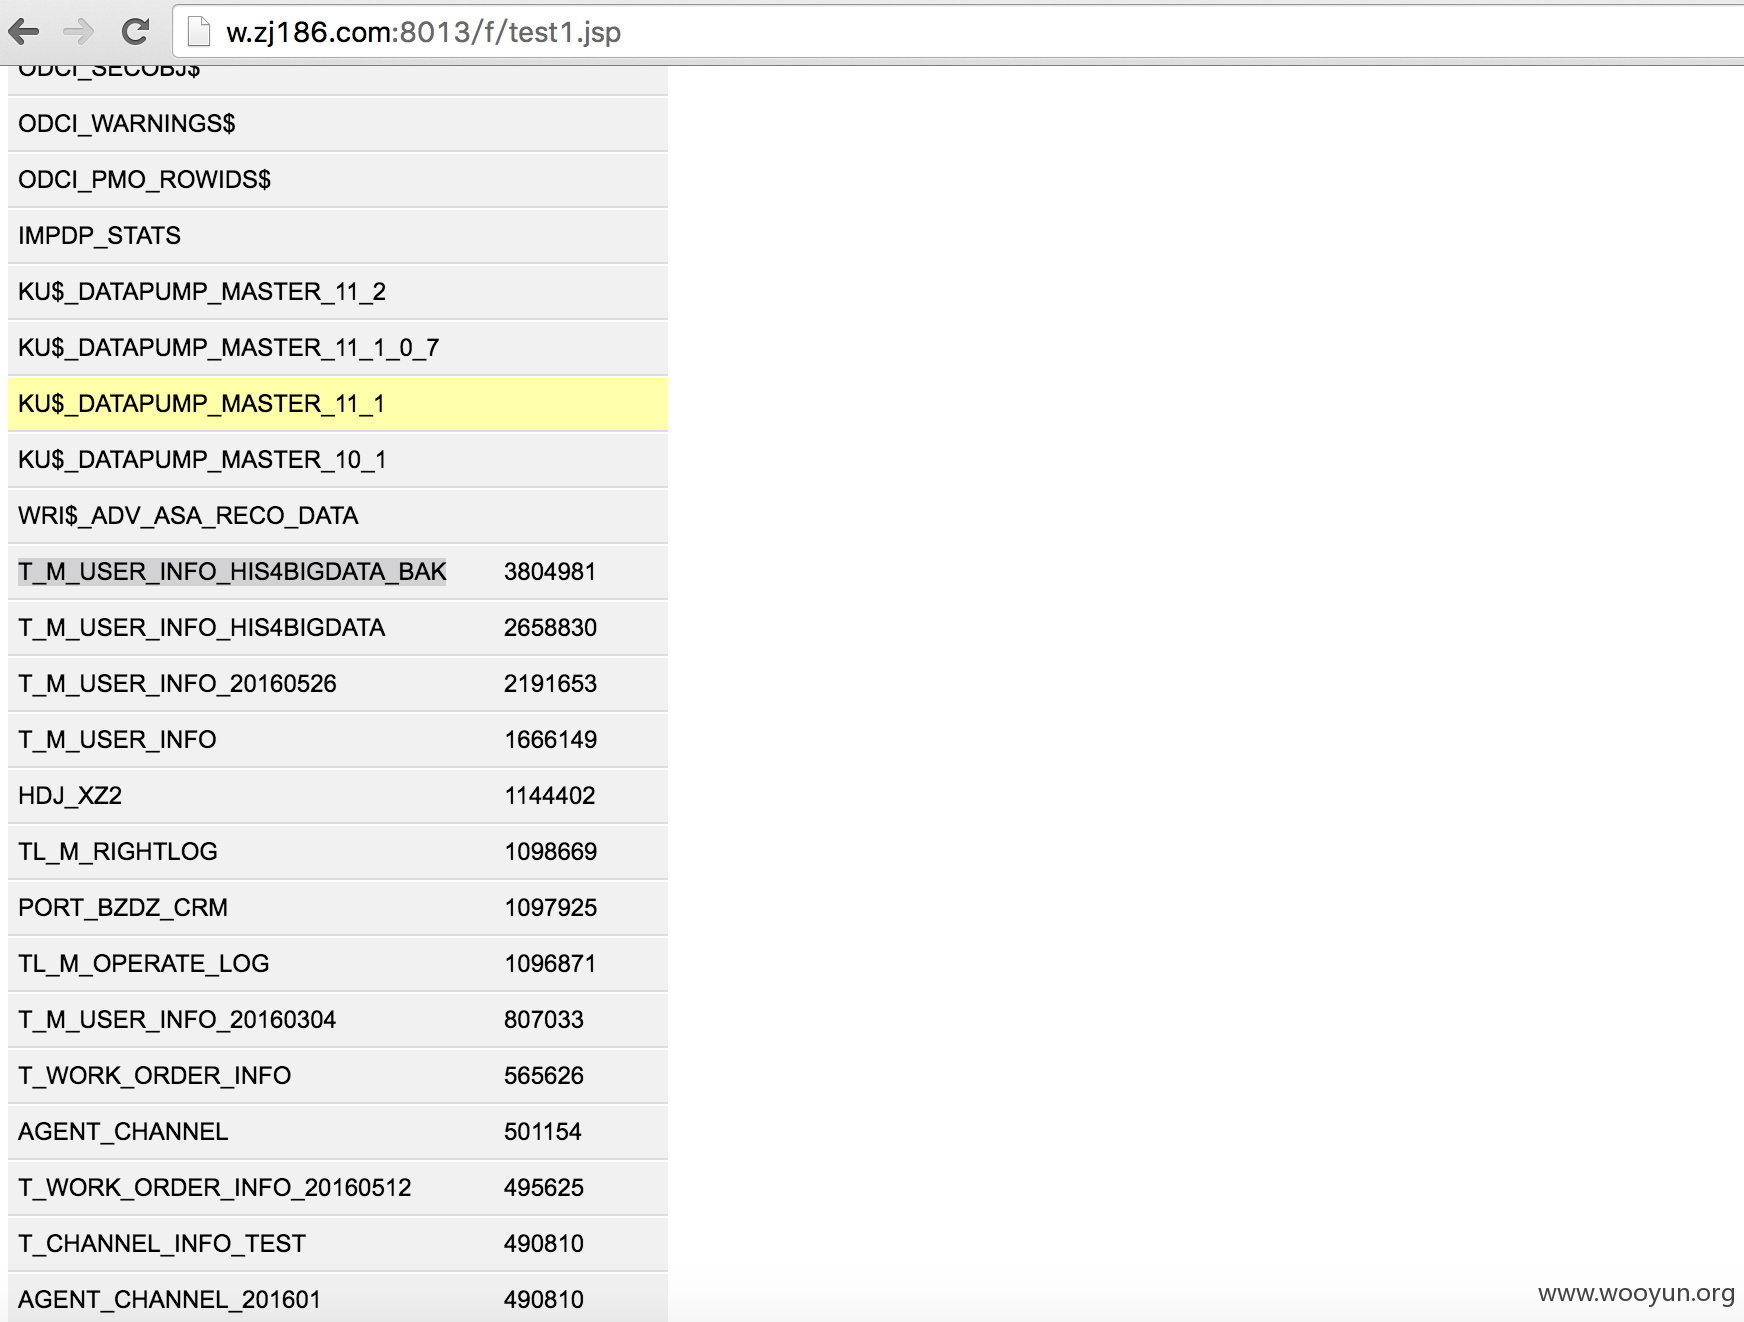 w.zj186.com:8013/f/test1.jsp
ODCI_SECOBJ$
ODCI_WARNINGS$
ODCI_PMO_ROWIDS$
IMPDP_STATS
KU$_DATAPUMP_MASTER_11_2
KU$_DATAPUMP_MASTER_11_1_0_7
KU$_DATAPUMP_MASTER_11_1
KU$_DATAPUMP_MASTER_10_1
WRI$_ADV_ASA_RECO_DATA
T_M_USER_INFO_HIS4BIGDATA_BAK 3804981
T_M_USER_INFO_HIS4BIGDATA 2658830
T_M_USER_INFO_20160526 2191653
T_M_USER_INFO 1666149
HDJ_XZ2 1144402
TL_M_RIGHTLOG 1098669
PORT_BZDZ_CRM 1097925
TL_M_OPERATE_LOG 1096871
T_M_USER_INFO_20160304 807033
T_WORK_ORDER_INFO 565626
AGENT_CHANNEL 501154
T_WORK_ORDER_INFO_20160512 495625
T_CHANNEL_INFO_TEST 490810
AGENT_CHANNEL_201601 490810
www.wooyun.org